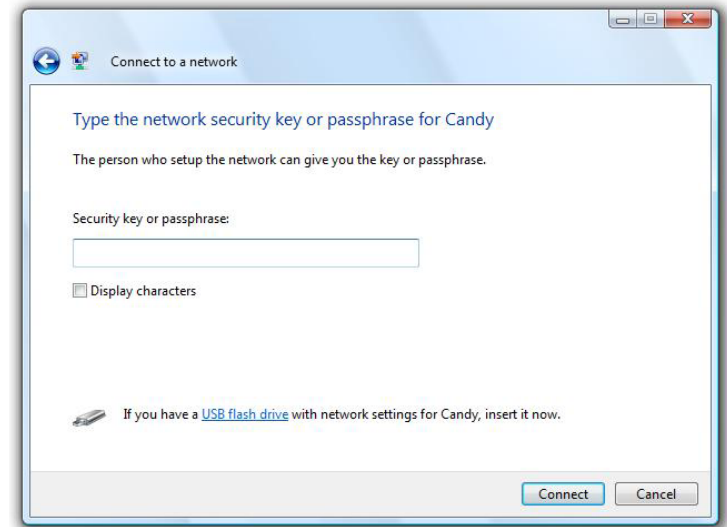 Connect to a network
Type the network security key or passphrase for Candy
The person who setup the network can give you the key or passphrase.
Security key or passphrase:
Display characters
If you have a USB flash drive with network settings for Candy, insert it now.
Connect Cancel